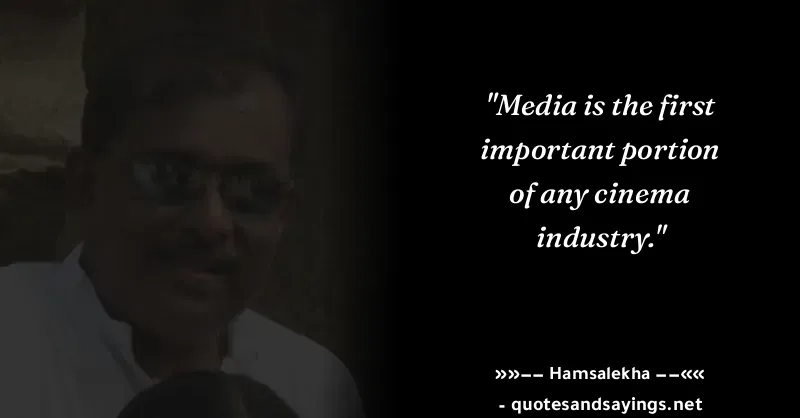 "Media is the first
important portion
of any cinema
industry."
»»—— Hamsalekha ——««
- quotesandsayings.net